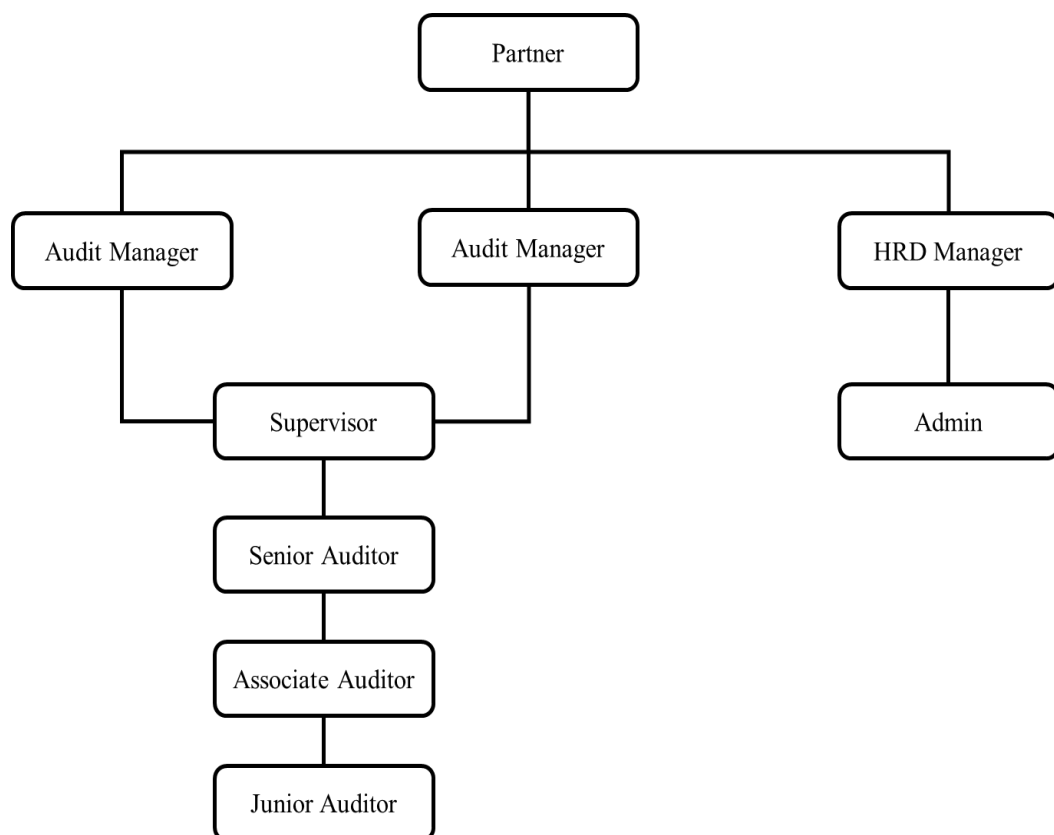 Partner
Audit Manager
Audit Manager
HRD Manager
Supervisor
Admin
Senior Auditor
Associate Auditor
Junior Auditor